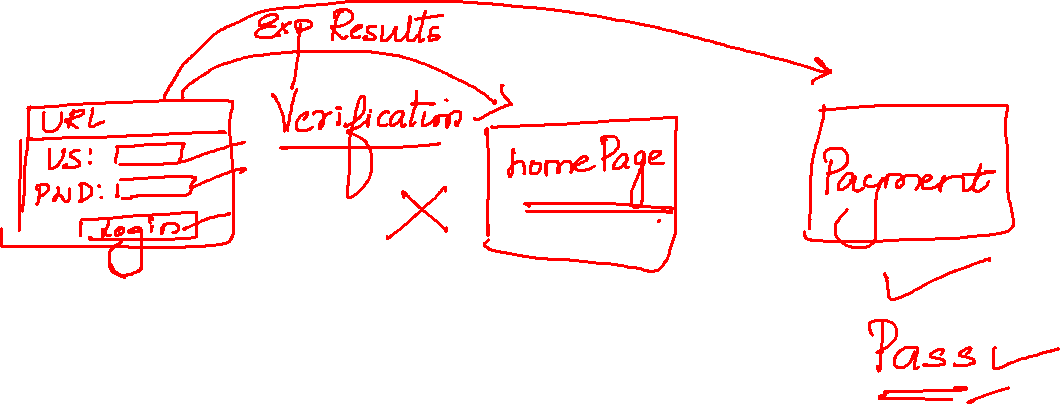 Exp Results
Verification
URL
US:
PWD:
Login
homePage
Payment
Pass